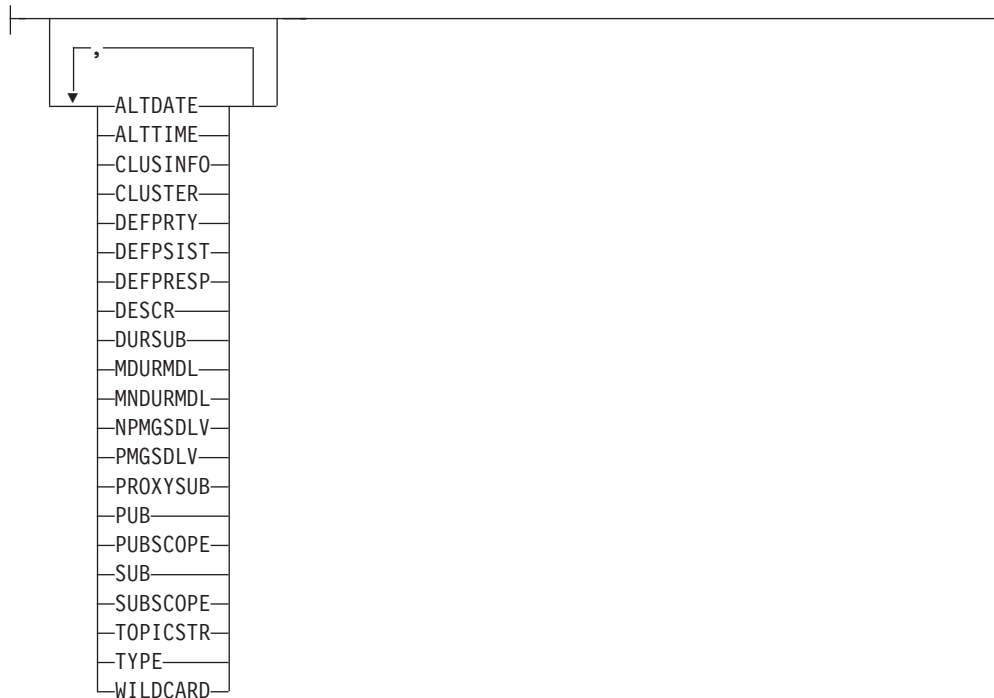 ,
ALTDATE
ALTTIME
CLUSINFO
CLUSTER
DEFPRTY
DEFPSIST
DEFPRESP
DESCR
DURSUB
MDURMDL
MNDURMDL
NPMGSDLV
PMGSDLV
PROXYSUB
PUB
PUBSCOPE
SUB
SUBSCOPE
TOPICSTR
TYPE
WILDCARD